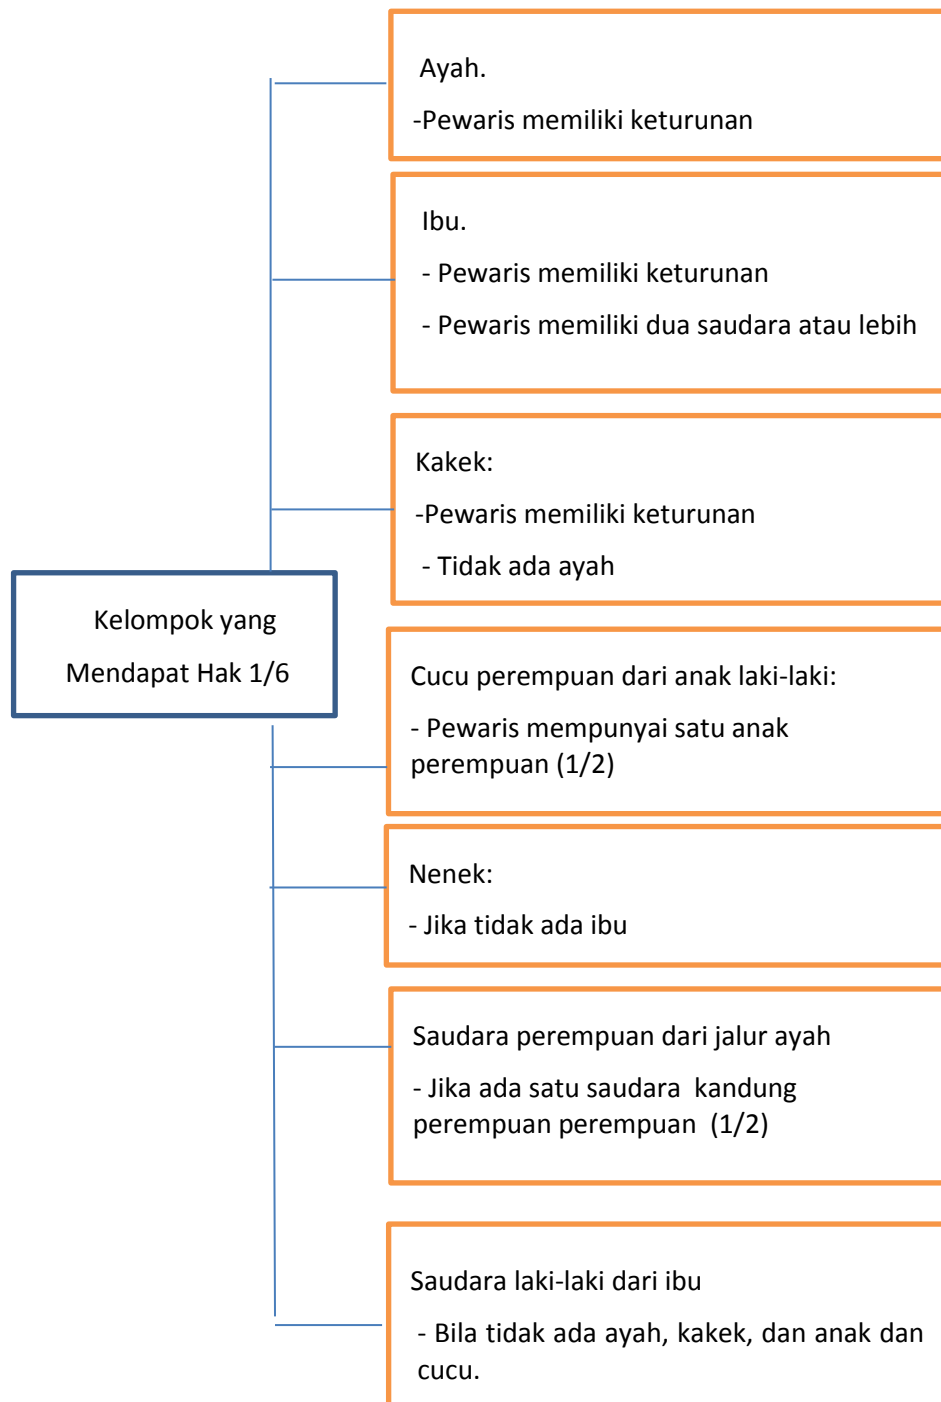 Ayah.
-Pewaris memiliki keturunan
Ibu.
- Pewaris memiliki keturunan
- Pewaris memiliki dua saudara atau lebih
Kakek:
-Pewaris memiliki keturunan
- Tidak ada ayah
Kelompok yang
Mendapat Hak 1/6
Cucu perempuan dari anak laki-laki:
- Pewaris mempunyai satu anak
perempuan (1/2)
Nenek:
- Jika tidak ada ibu
Saudara perempuan dari jalur ayah
- Jika ada satu saudara kandung
perempuan perempuan (1/2)
Saudara laki-laki dari ibu
- Bila tidak ada ayah, kakek, dan anak dan
cucu.